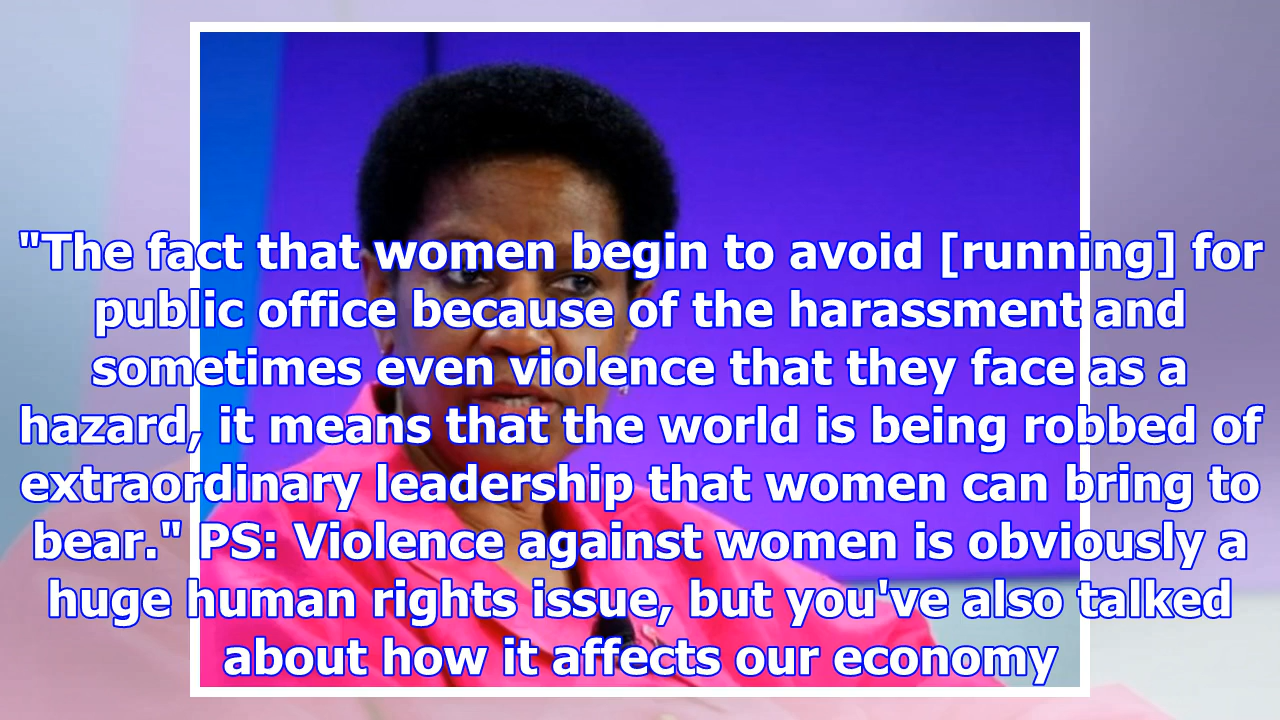 "The fact that women begin to avoid [running] for
public office because of the harassment and
sometimes even violence that they face as a
hazard, it means that the world is being robbed of
extraordinary leadership that women can bring to
bear." PS: Violence against women is obviously a
huge human rights issue, but you've also talked
about how it affects our economy